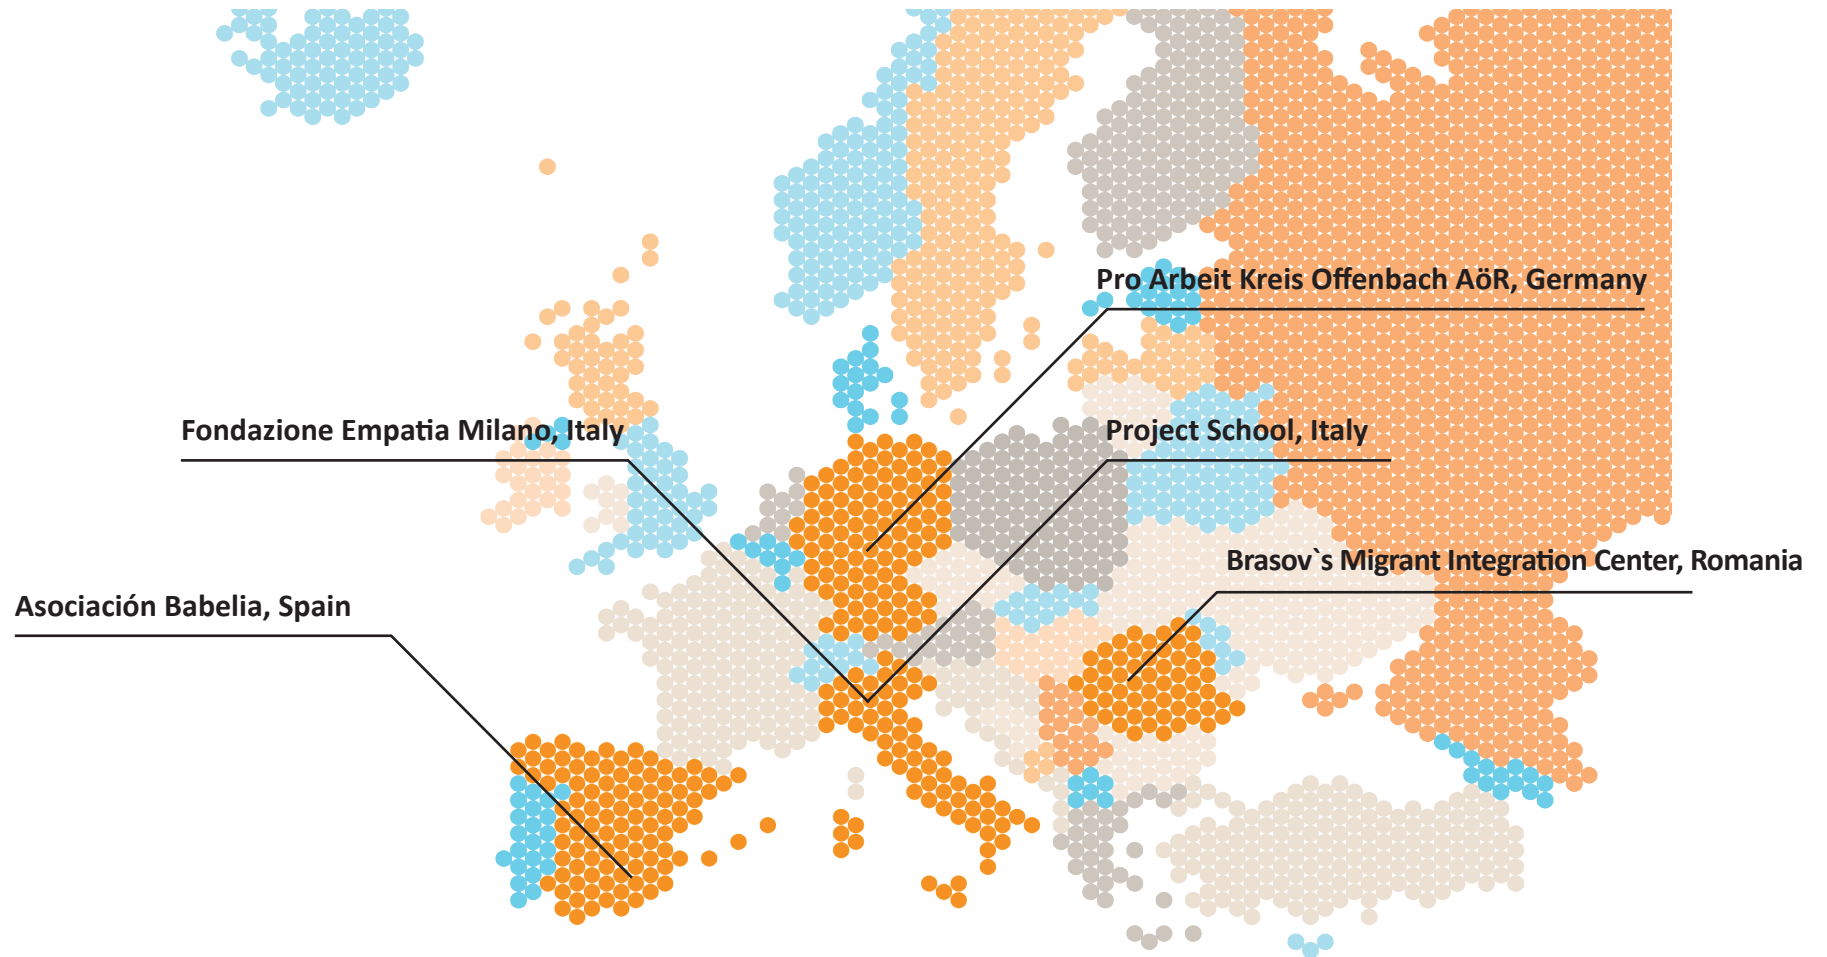 Pro Arbeit Kreis Offenbach AöR, Germany
Fondazione Empatia Milano, Italy
Project School, Italy
Brasov`s Migrant Integration Center, Romania
Asociación Babelia, Spain